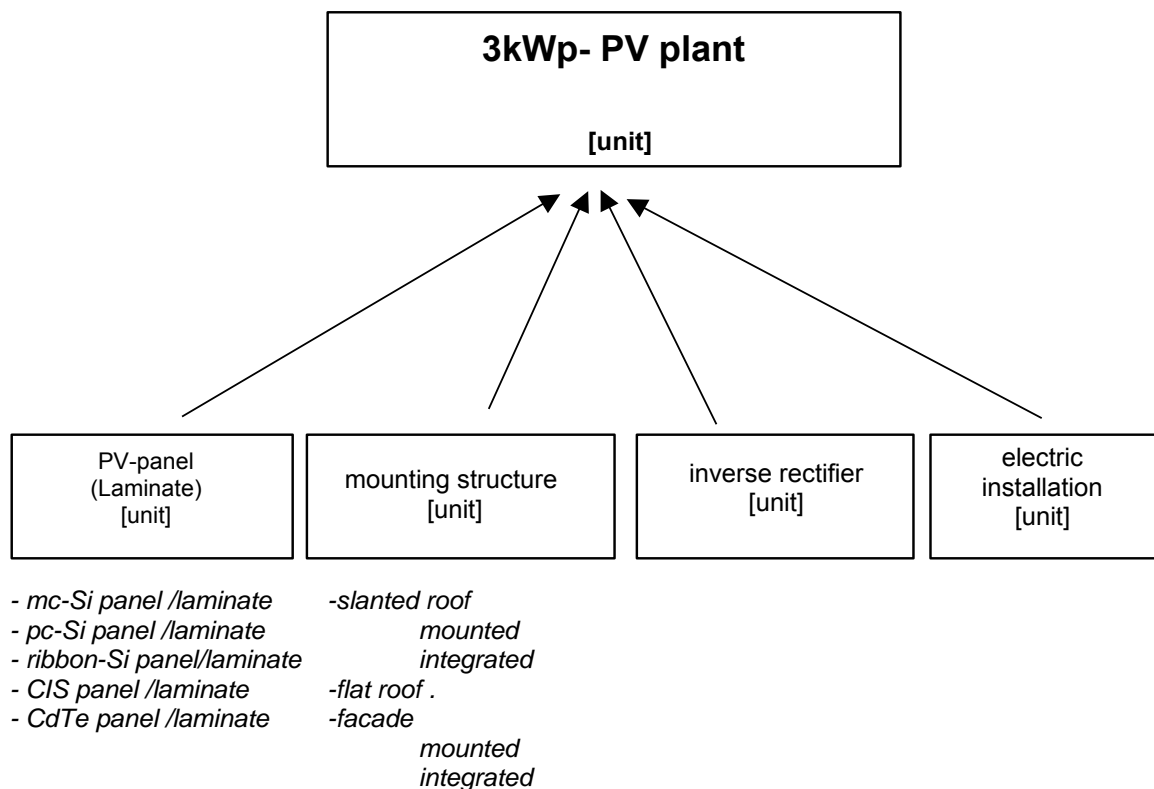 3kWp- PV plant
[unit]
PV-panel
(Laminate)
[unit]
mounting structure
[unit]
inverse rectifier
[unit]
electric
installation
[unit]
- mc-Si panel /laminate
- pc-Si panel /laminate
- ribbon-Si panel/laminate
- CIS panel /laminate
- CdTe panel /laminate
-slanted roof
mounted
integrated
-flat roof .
-facade
mounted
integrated